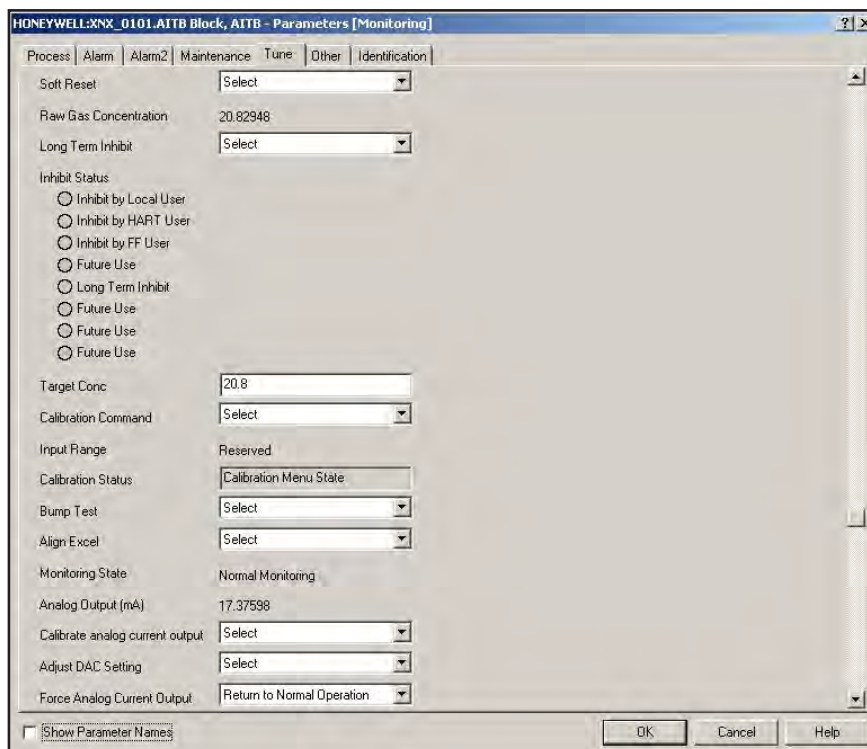 HONEYWELL:XNX_0101.AITB Block, AITB - Parameters [Monitoring]
Process Alarm Alarm2 Maintenance Tune Other Identification
Soft Reset Select
Raw Gas Concentration 20.82948
Long Term Inhibit Select
Inhibit Status
Inhibit by Local User
Inhibit by HART User
Inhibit by FF User
Future Use
Long Term Inhibit
Future Use
Future Use
Future Use
Target Conc 20.8
Calibration Command Select
Input Range Reserved
Calibration Status Calibration Menu State
Bump Test Select
Align Excel Select
Monitoring State Normal Monitoring
Analog Output (mA) 17.37598
Calibrate analog current output Select
Adjust DAC Setting Select
Force Analog Current Output Return to Normal Operation
Show Parameter Names OK Cancel Help